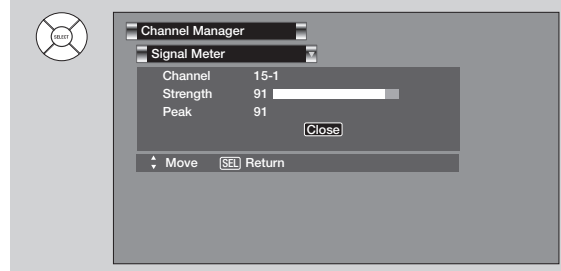 SELECT
Channel Manager
Signal Meter
Channel 15-1
Strength 91
Peak 91
Close
Move SEL Return